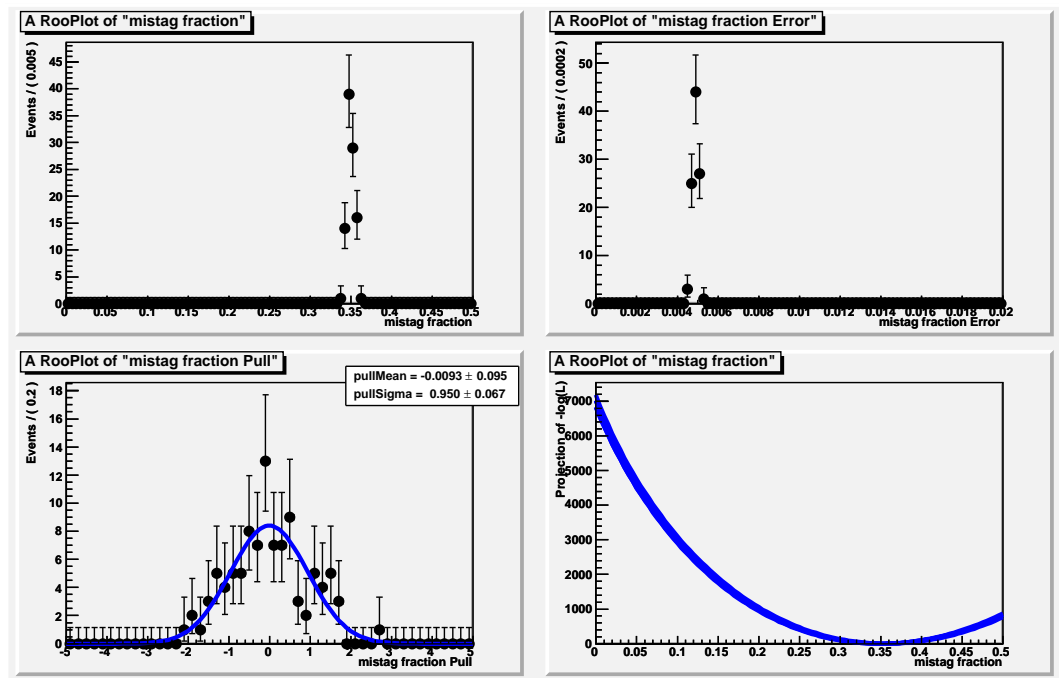 A RooPlot of "mistag fraction"
Events / ( 0.005 )
45
40
35
30
25
20
15
10
5
0
0 0.05 0.1 0.15 0.2 0.25 0.3 0.35 0.4 0.45 0.5
mistag fraction
A RooPlot of "mistag fraction Error"
Events / ( 0.0002 )
50
40
30
20
10
0
0 0.002 0.004 0.006 0.008 0.01 0.012 0.014 0.016 0.018 0.02
mistag fraction Error
A RooPlot of "mistag fraction Pull"
pullMean = -0.0093 ± 0.095
pullSigma = 0.950 ± 0.067
Events / ( 0.2 )
18
16
14
12
10
8
6
4
2
0
-5 -4 -3 -2 -1 0 1 2 3 4 5
mistag fraction Pull
A RooPlot of "mistag fraction"
Projection of -log(L)
7000
6000
5000
4000
3000
2000
1000
0
0 0.05 0.1 0.15 0.2 0.25 0.3 0.35 0.4 0.45 0.5
mistag fraction